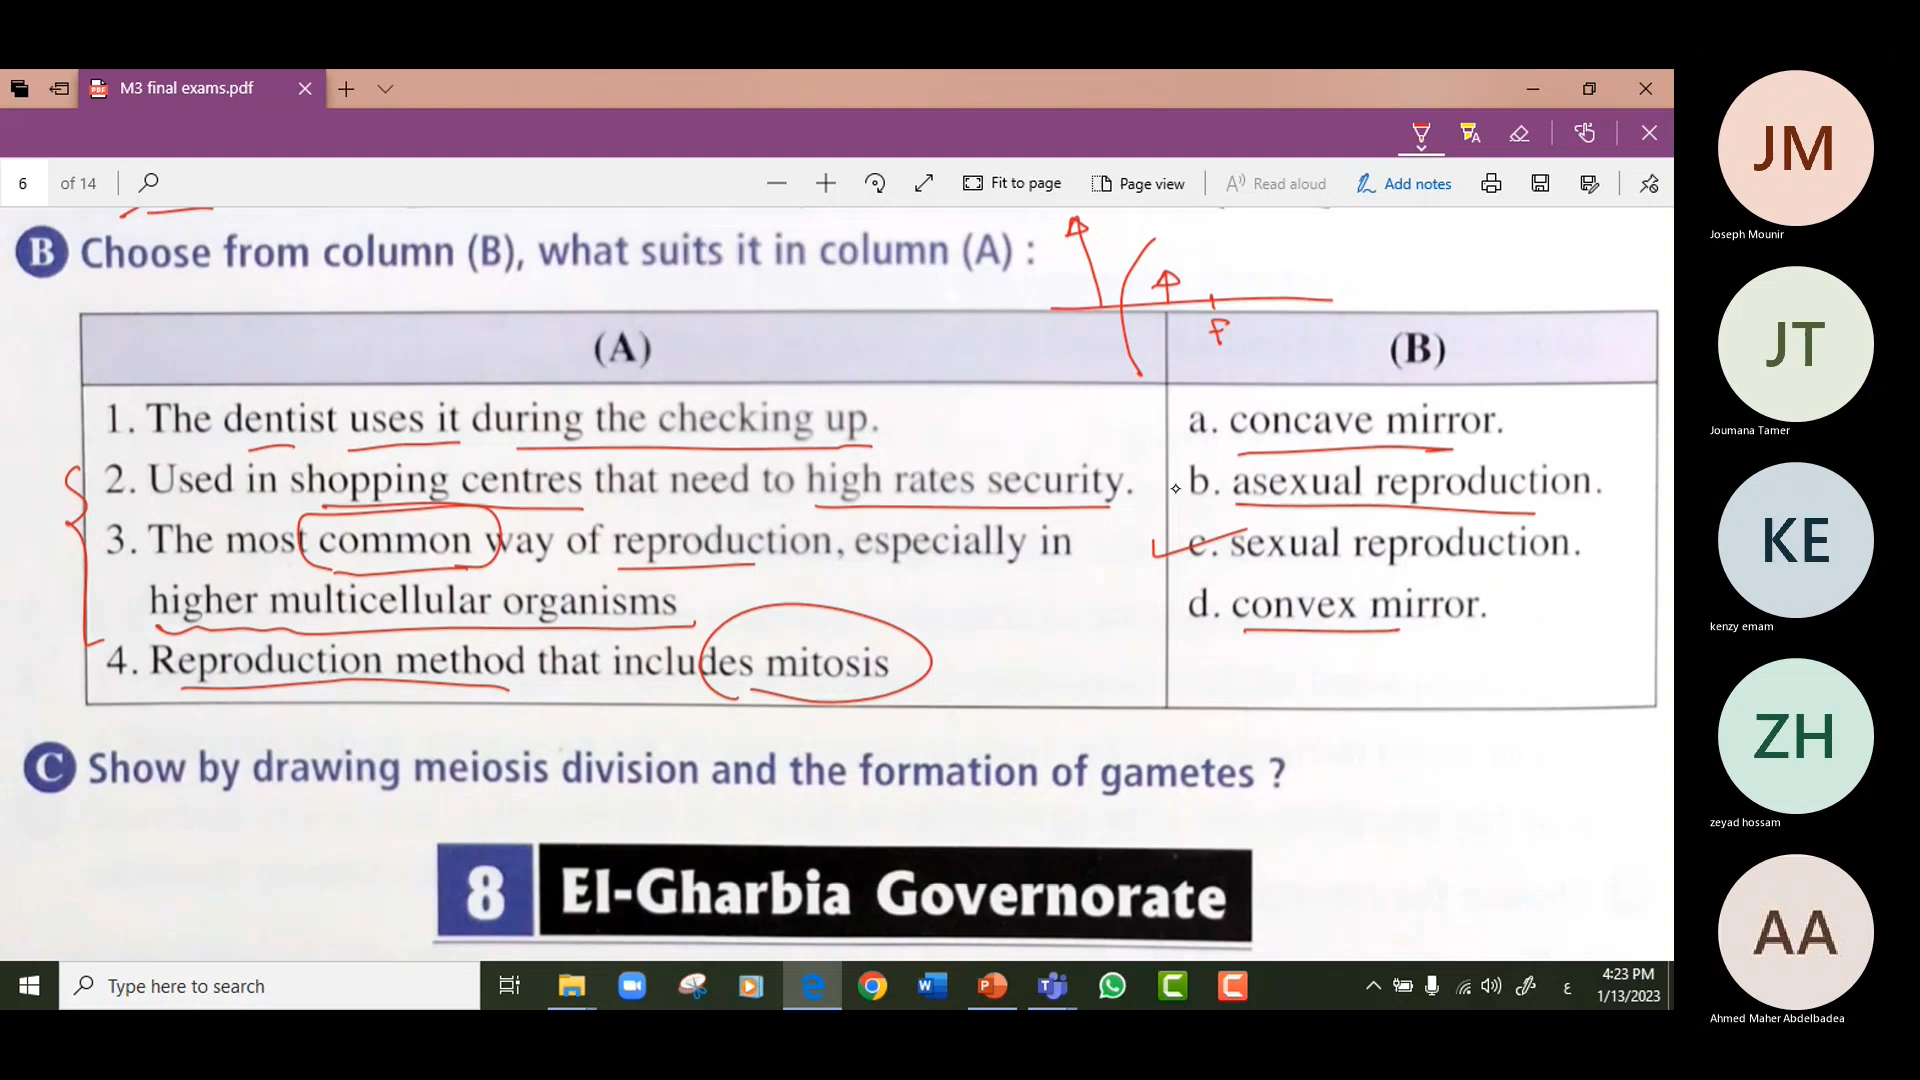 M3 final exams.pdf
6 of 14
Fit to page
Page view
Read aloud
Add notes
B Choose from column (B), what suits it in column (A) :
F
(A) (B)
1. The dentist uses it during the checking up.
2. Used in shopping centres that need to high rates security.
3. The most common way of reproduction, especially in
higher multicellular organisms
4. Reproduction method that includes mitosis
a. concave mirror.
b. asexual reproduction.
c. sexual reproduction.
d. convex mirror.
C Show by drawing meiosis division and the formation of gametes ?
8 El-Gharbia Governorate
Type here to search
ع
4:23 PM
1/13/2023
JM
Joseph Mounir
JT
Joumana Tamer
KE
kenzy emam
ZH
zeyad hossam
AA
Ahmed Maher Abdelbadea